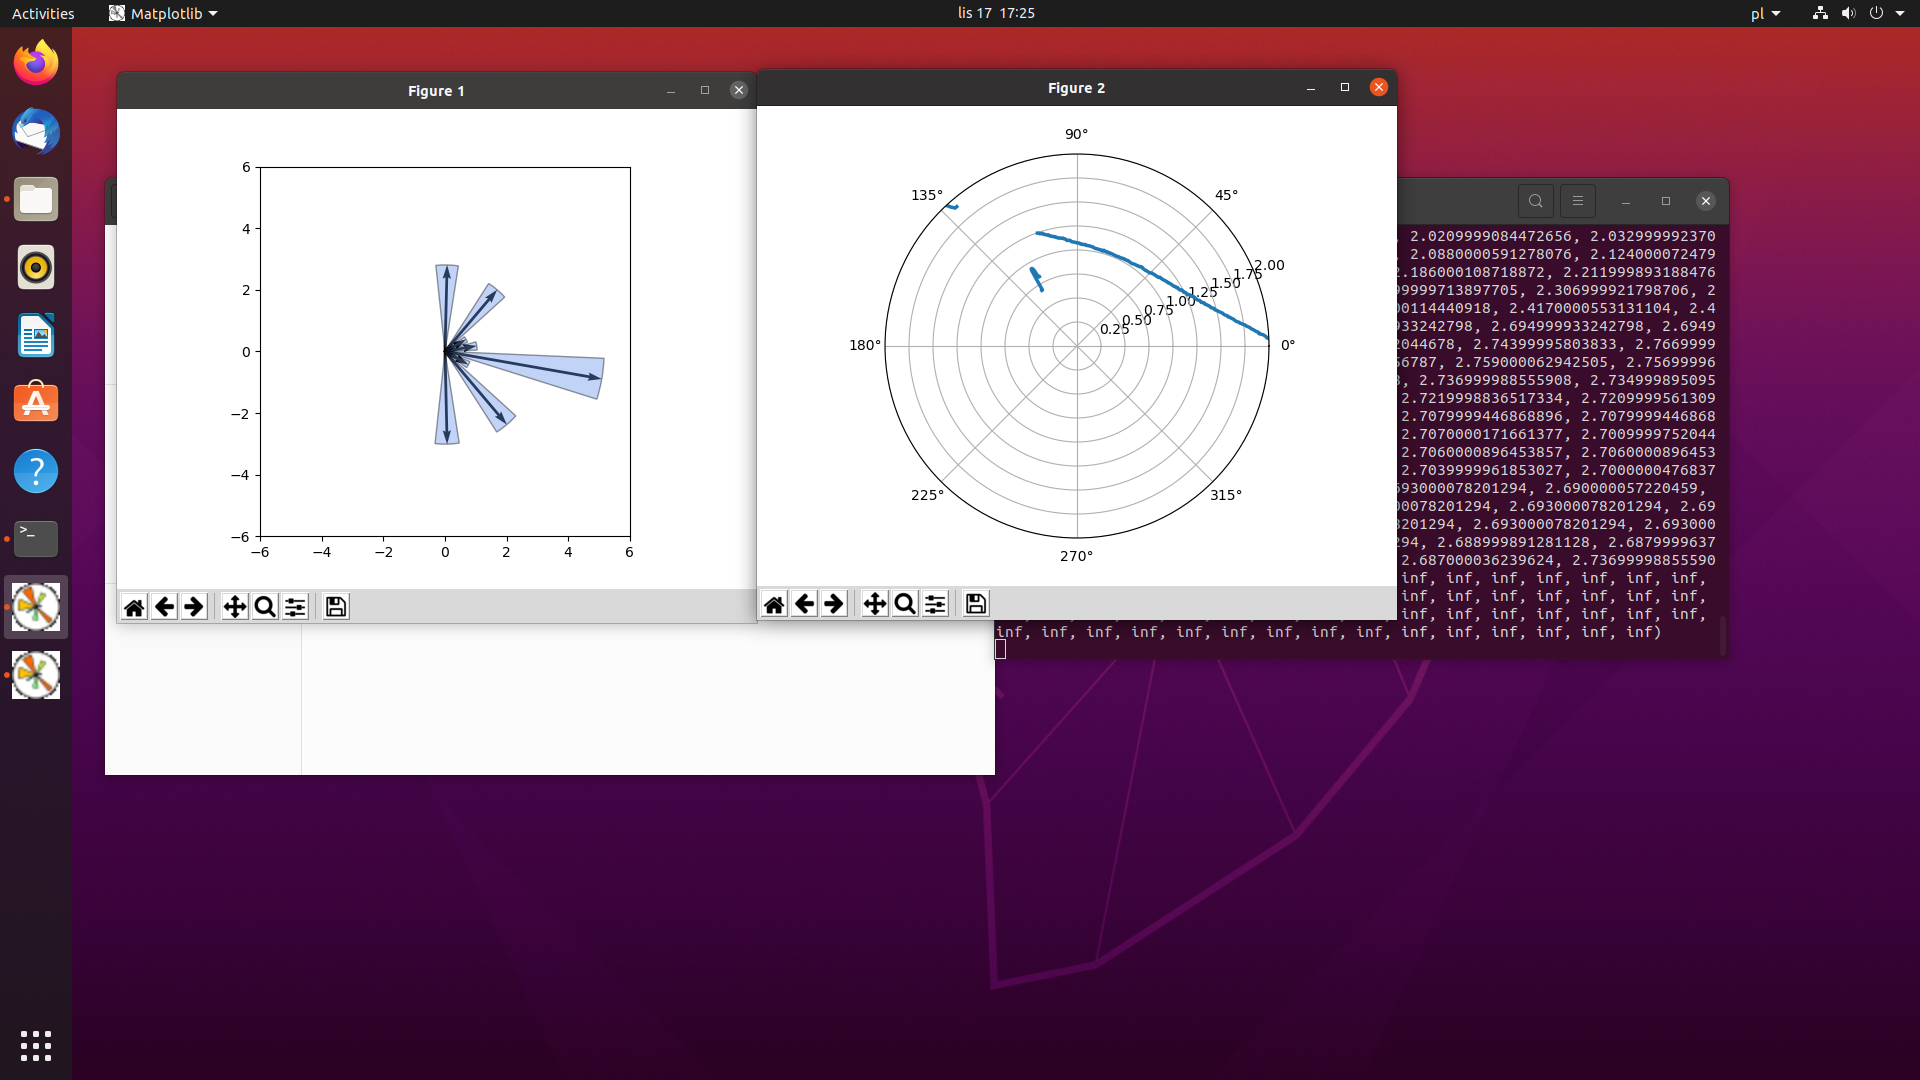 Activities
Matplotlib
lis 17 17:25
pl
Figure 1
6
4
2
0
−2
−4
−6
−6
−4
−2
0
2
4
6
Figure 2
90°
135°
45°
180°
0°
225°
315°
270°
0.25
0.50
0.75
1.00
1.25
1.50
1.75
2.00
, 2.0209999084472656, 2.032999992370
2.0880000591278076, 2.124000072479
.186000108718872, 2.211999893188476
99999713897705, 2.306999921798706, 2
00114440918, 2.4170000553131104, 2.4
933242798, 2.694999933242798, 2.6949
2044678, 2.74399995803833, 2.7669999
56787, 2.759000062942505, 2.75699996
8, 2.736999988555908, 2.734999895095
2.7219998836517334, 2.7209999561309
2.7079999446868896, 2.7079999446868
2.7070000171661377, 2.7009999752044
2.7060000896453857, 2.7060000896453
2.7039999961853027, 2.7000000476837
693000078201294, 2.690000057220459,
00078201294, 2.693000078201294, 2.69
8201294, 2.693000078201294, 2.693000
294, 2.688999891281128, 2.6879999637
2.687000036239624, 2.73699998855590
inf, inf, inf, inf, inf, inf, inf,
inf, inf, inf, inf, inf, inf, inf,
inf, inf, inf, inf, inf, inf, inf,
inf, inf, inf, inf, inf, inf, inf, inf, inf, inf, inf, inf, inf, inf, inf)